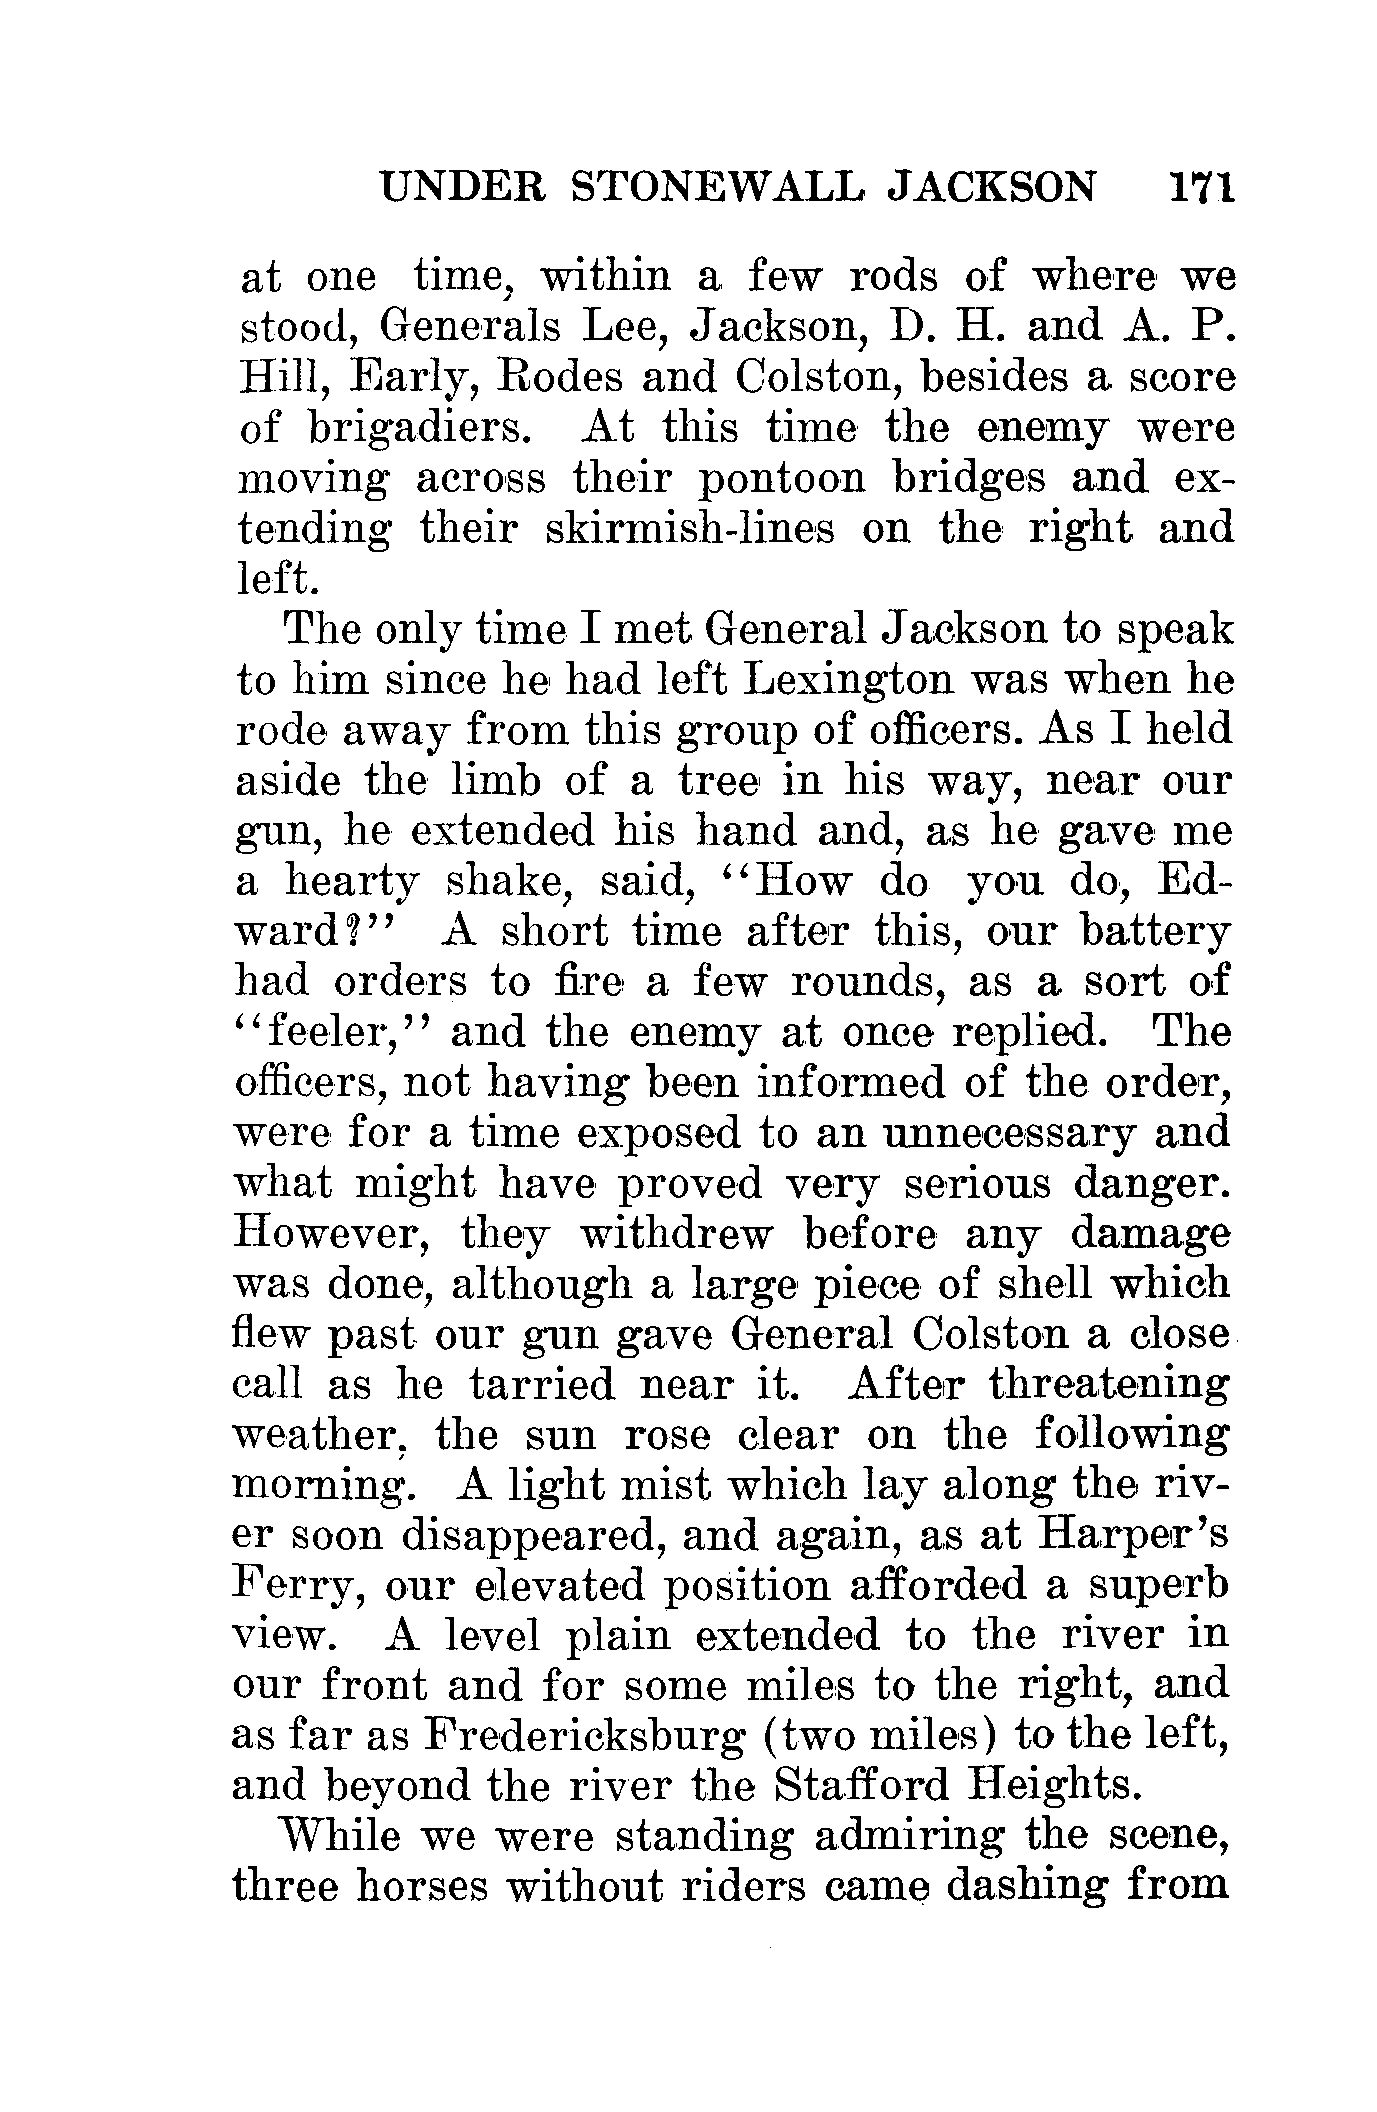 UNDER STONEWALL JACKSON 171
at one time, within a few rods of where we
stood, Generals Lee, Jackson, D. H. and A. P.
Hill, Early, Rodes and Colston, besides a score
of brigadiers. At this time the enemy were
moving across their pontoon bridges and ex-
tending their skirmish-lines on the right and
left.
The only time I met General Jackson to speak
to him since he had left Lexington was when he
rode away from this group of officers. As I held
aside the limb of a tree in his way, near our
gun, he extended his hand and, as he gave me
a hearty shake, said, "How do you do, Ed-
ward?" A short time after this, our battery
had orders to fire a few rounds, as a sort of
"feeler," and the enemy at once replied. The
officers, not having been informed of the order,
were for a time exposed to an unnecessary and
what might have proved very serious danger.
However, they withdrew before any damage
was done, although a large piece of shell which
flew past our gun gave General Colston a close
call as he tarried near it. After threatening
weather, the sun rose clear on the following
morning. A light mist which lay along the riv-
er soon disappeared, and again, as at Harper's
Ferry, our elevated position afforded a superb
view. A level plain extended to the river in
our front and for some miles to the right, and
as far as Fredericksburg (two miles) to the left,
and beyond the river the Stafford Heights.
While we were standing admiring the scene,
three horses without riders came dashing from